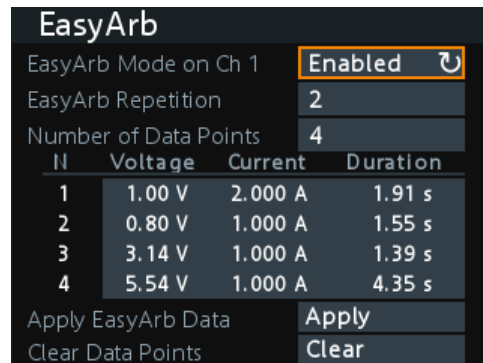 EasyArb
EasyArb Mode on Ch 1 Enabled
EasyArb Repetition 2
Number of Data Points 4
N Voltage Current Duration
1 1.00 V 2.000 A 1.91 s
2 0.80 V 1.000 A 1.55 s
3 3.14 V 1.000 A 1.39 s
4 5.54 V 1.000 A 4.35 s
Apply EasyArb Data Apply
Clear Data Points Clear